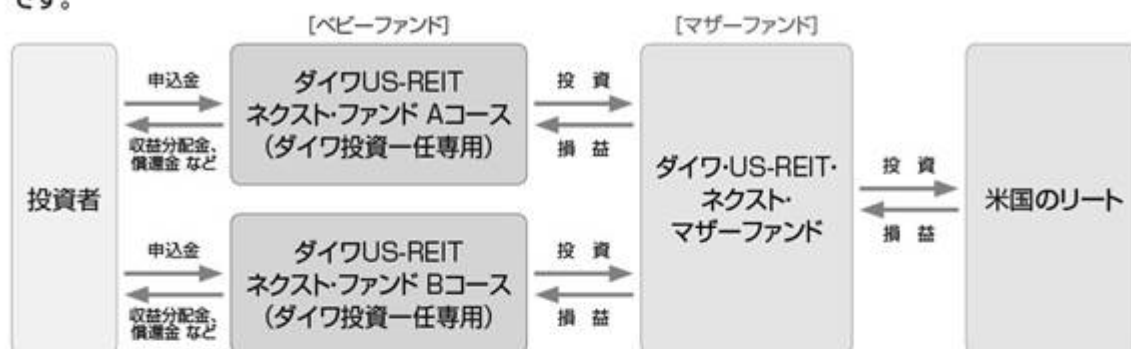 です。
[ベビーファンド]
[マザーファンド]
投資者
申込金
収益分配金、
償還金 など
ダイワUS-REIT
ネクスト・ファンド Aコース
(ダイワ投資一任専用)
投 資
損 益
申込金
収益分配金、
償還金 など
ダイワUS-REIT
ネクスト・ファンド Bコース
(ダイワ投資一任専用)
投 資
損 益
ダイワ・US-REIT・
ネクスト・
マザーファンド
投 資
損 益
米国のリート